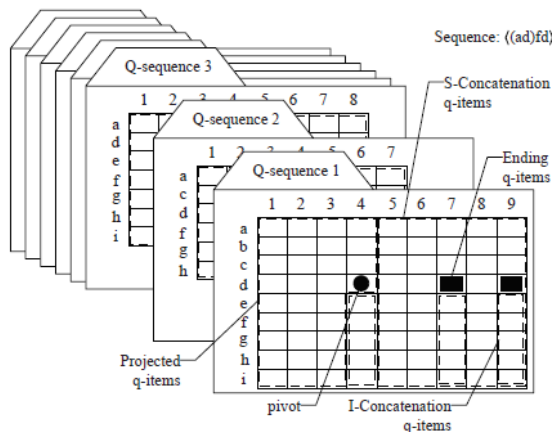 Sequence: ⟨(ad)fd⟩
Q-sequence 3
1 2 3 4 5 6 7 8
a
d
e
f
g
h
i
S-Concatenation
q-items
Q-sequence 2
1 2 3 4 5 6 7
a
c
d
f
g
h
Ending
q-items
Q-sequence 1
1 2 3 4 5 6 7 8 9
a
b
c
d
e
f
g
h
i
Projected
q-items
pivot
I-Concatenation
q-items